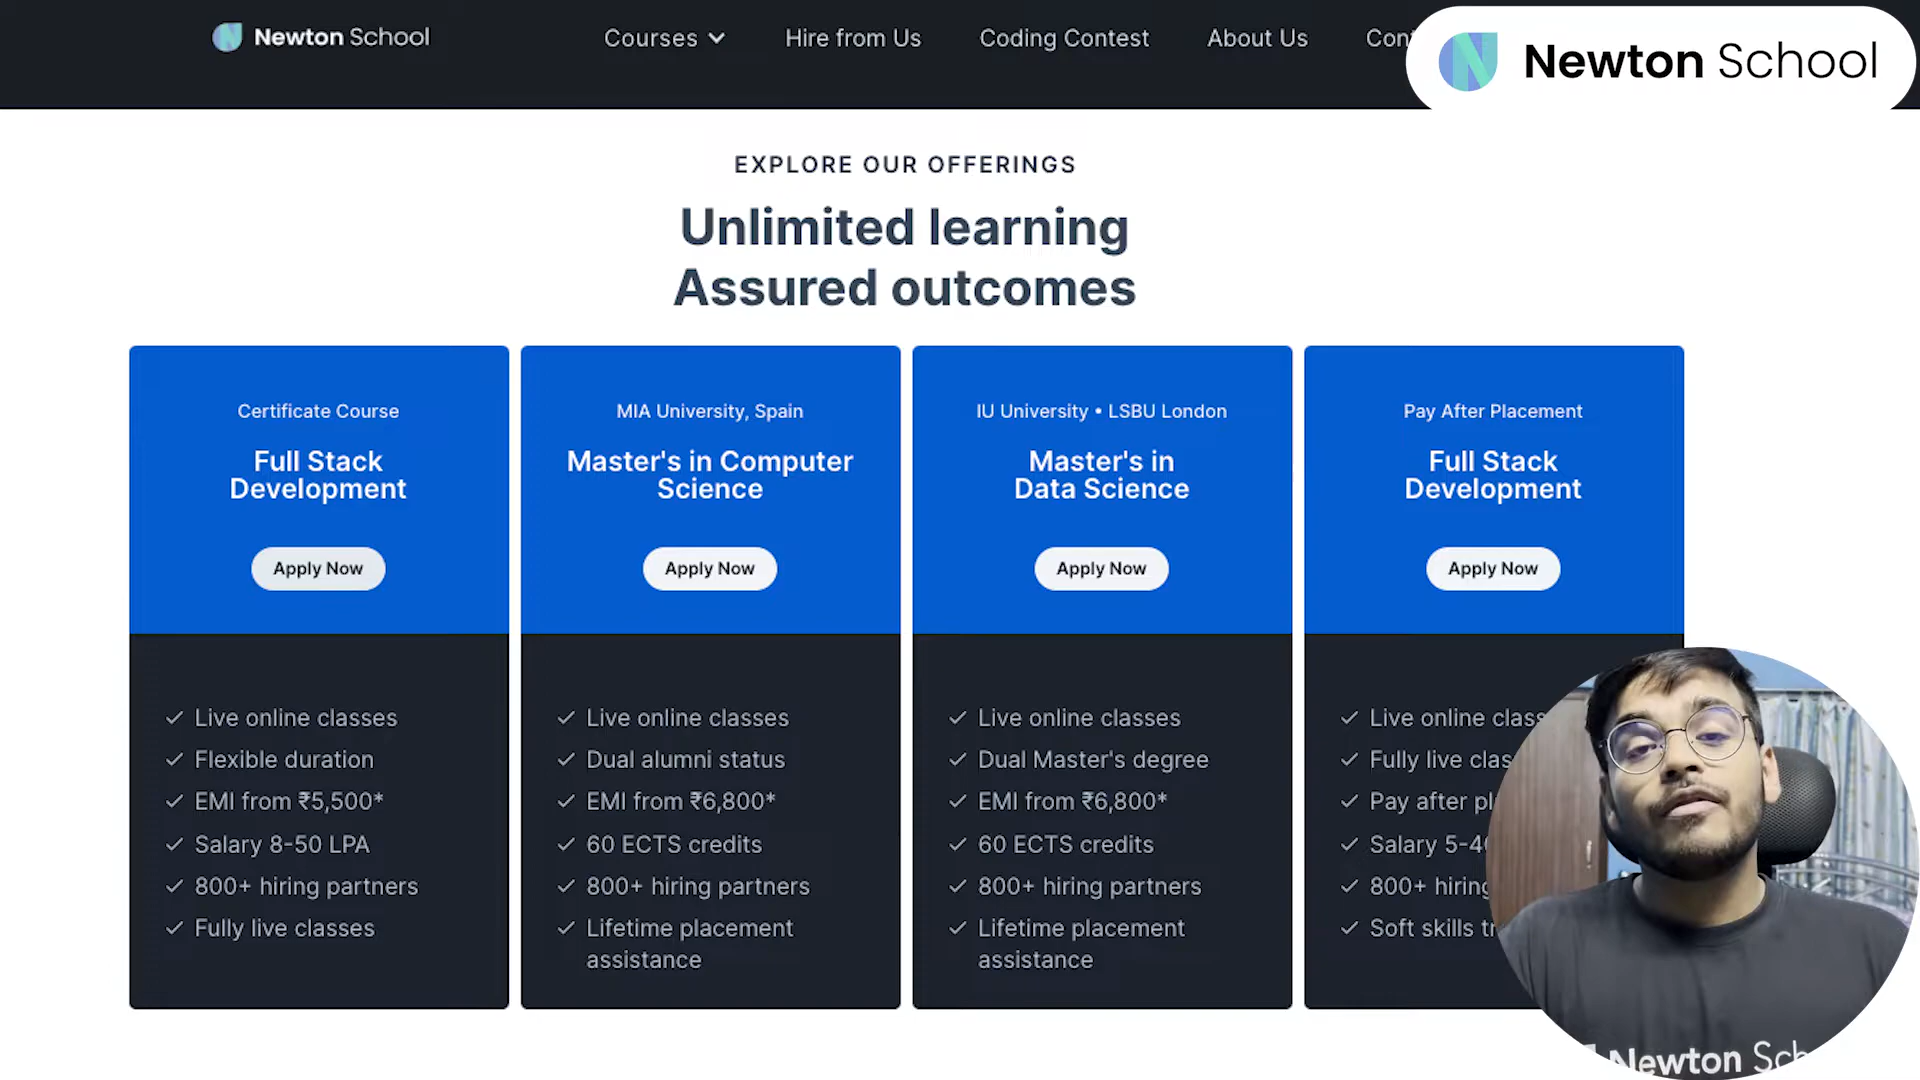 Newton School
Courses
Hire from Us
Coding Contest
About Us
Newton School
EXPLORE OUR OFFERINGS
Unlimited learning
Assured outcomes
Certificate Course
Full Stack
Development
Apply Now
Live online classes
Flexible duration
EMI from ₹5,500*
Salary 8-50 LPA
800+ hiring partners
Fully live classes
MIA University, Spain
Master's in Computer
Science
Apply Now
Live online classes
Dual alumni status
EMI from ₹6,800*
60 ECTS credits
800+ hiring partners
Lifetime placement
assistance
IU University • LSBU London
Master's in
Data Science
Apply Now
Live online classes
Dual Master's degree
EMI from ₹6,800*
60 ECTS credits
800+ hiring partners
Lifetime placement
assistance
Pay After Placement
Full Stack
Development
Apply Now
Live online
Fully live
Pay after
Salary
800+
Soft skills
Newton